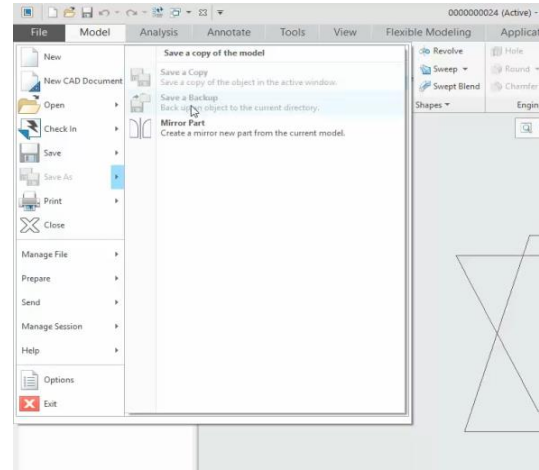 0000000024 (Active) -
File Model Analysis Annotate Tools View Flexible Modeling Applicat
New
New CAD Document
Open
Check In
Save
Save As
Print
Close
Manage File
Prepare
Send
Manage Session
Help
Options
Exit
Save a copy of the model
Save a Copy
Save a copy of the object in the active window.
Save a Backup
Back up an object to the current directory.
Mirror Part
Create a mirror new part from the current model.
Revolve
Sweep
Swept Blend
Shapes
Hole
Round
Chamfer
Engin